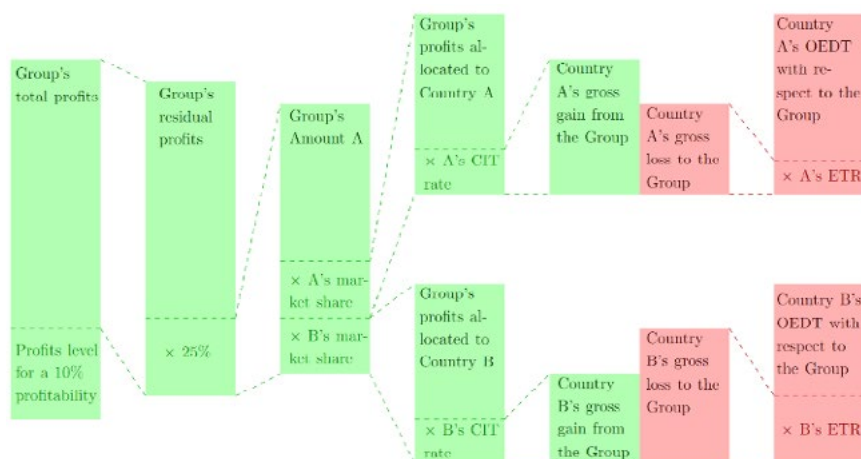 Group's
total profits
Profits level
for a 10%
profitability
Group's
residual
profits
× 25%
Group's
Amount A
× A's mar-
ket share
× B's mar-
ket share
Group's
profits al-
located to
Country A
× A's CIT
rate
Country
A's gross
gain from
the Group
Country
A's gross
loss to the
Group
Country
A's OEDT
with re-
spect to the
Group
× A's ETR
Group's
profits al-
located to
Country B
× B's CIT
rate
Country
B's gross
gain from
the Group
Country
B's gross
loss to the
Group
Country B's
OEDT with
respect to
the Group
× B's ETR